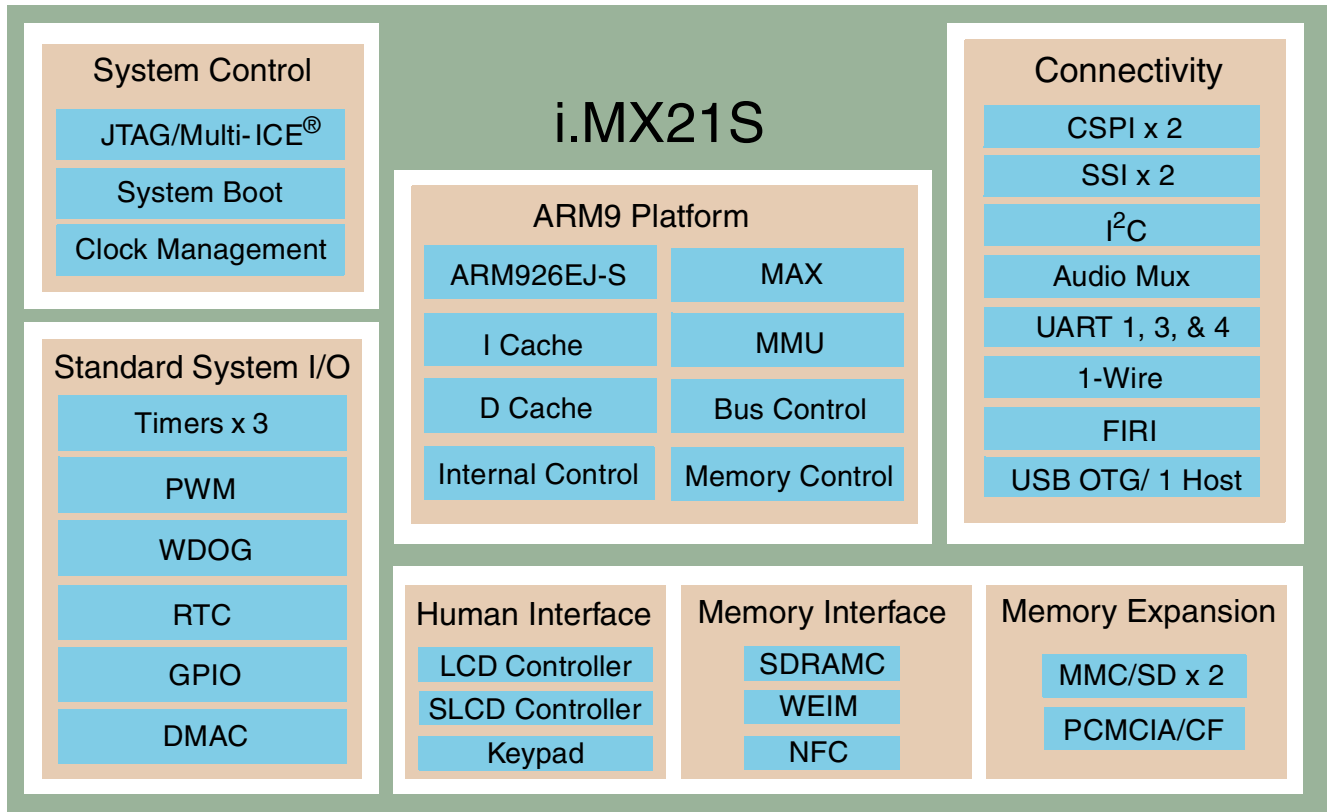 System Control
JTAG/Multi-ICE®
System Boot
Clock Management
Standard System I/O
Timers x 3
PWM
WDOG
RTC
GPIO
DMAC
i.MX21S
ARM9 Platform
ARM926EJ-S
MAX
I Cache
MMU
D Cache
Bus Control
Internal Control
Memory Control
Connectivity
CSPI x 2
SSI x 2
I²C
Audio Mux
UART 1, 3, & 4
1-Wire
FIRI
USB OTG/ 1 Host
Human Interface
LCD Controller
SLCD Controller
Keypad
Memory Interface
SDRAMC
WEIM
NFC
Memory Expansion
MMC/SD x 2
PCMCIA/CF